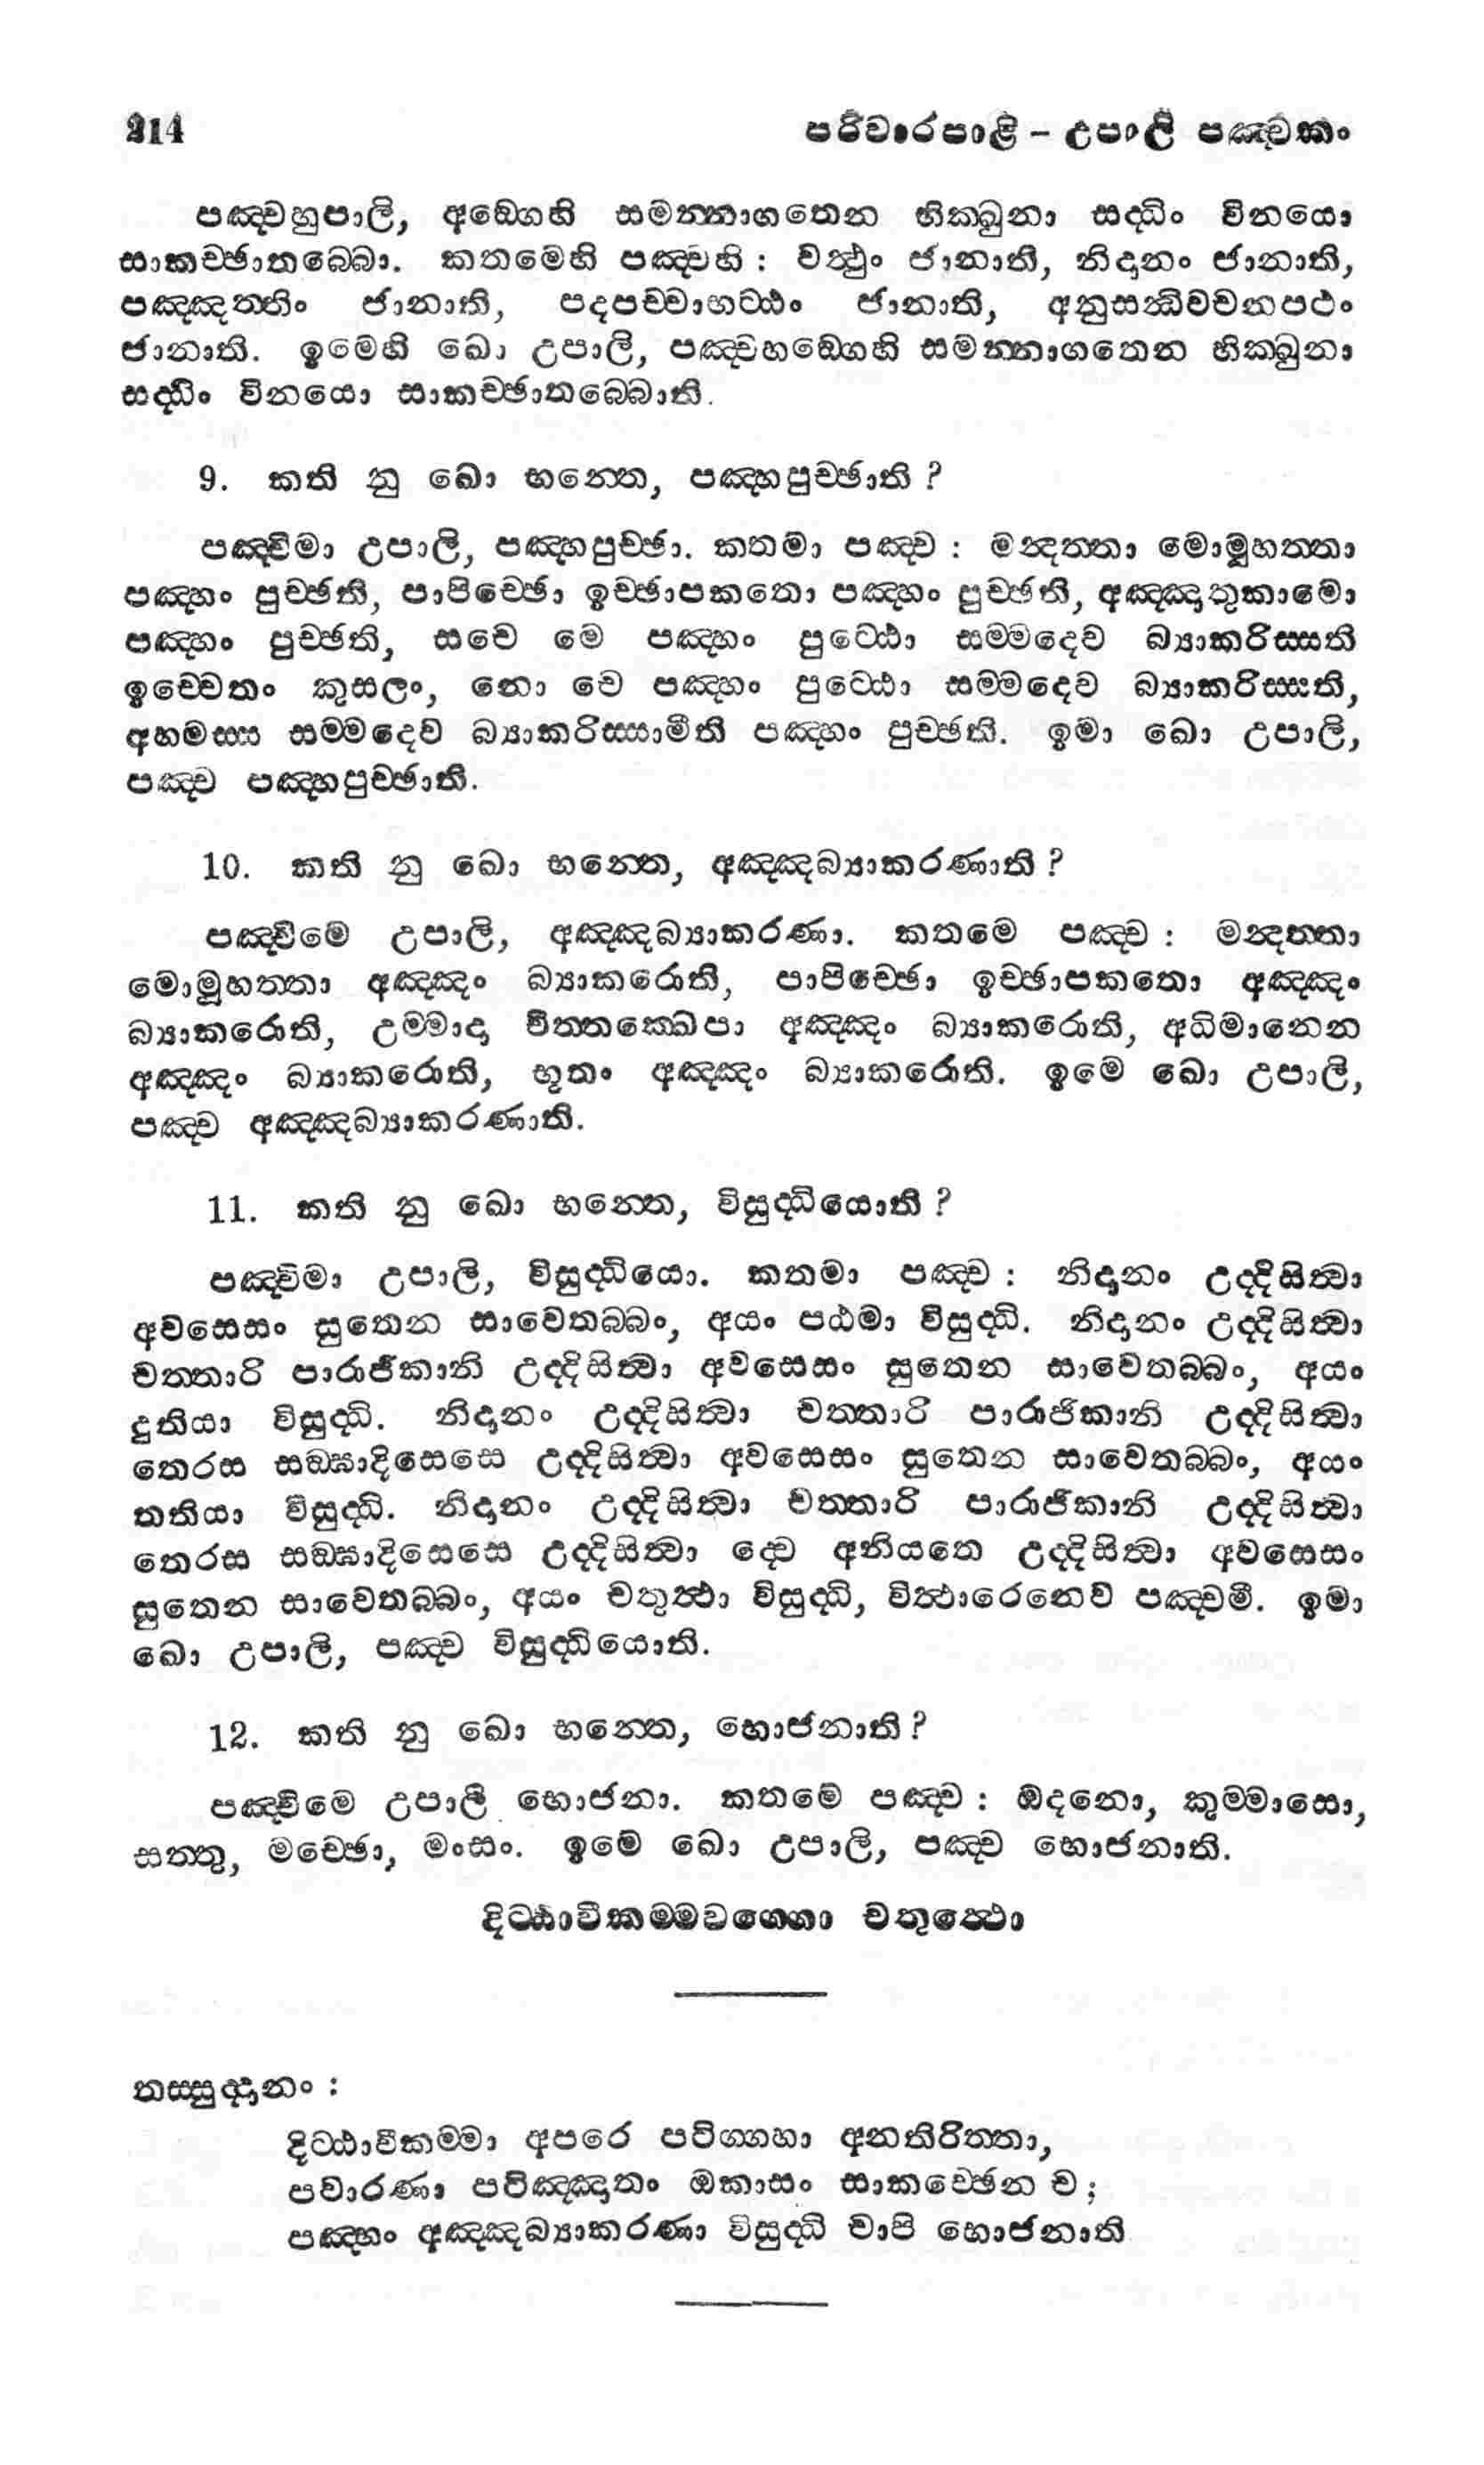 314 පරිවාරපාළි – උපාලි පඤ්චකං
පඤ්චහුපාලි, අඞ්ගෙහි සමන්නාගතෙන භික්ඛුනා සද්ධිං විනයො
සාකච්ඡාතබ්බො. කතමෙහි පඤ්චහි : වත්ථුං ජානාති, නිදානං ජානාති,
පඤ්ඤත්තිං ජානාති, පදපච්චාභට්ඨං ජානාති, අනුසන්ධිවචනපථං
ජානාති. ඉමෙහි ඛො උපාලි, පඤ්චහඞ්ගෙහි සමන්නාගතෙන භික්ඛුනා
සද්ධිං විනයො සාකච්ඡාතබ්බොති.
9. කති නු ඛො භන්තෙ, පඤ්හපුච්ඡාති ?
පඤ්චිමා උපාලි, පඤ්හපුච්ඡා. කතමා පඤ්ච : මන්දත්තා මොමූහත්තා
පඤ්හං පුච්ඡති, පාපිච්ඡො ඉච්ඡාපකතො පඤ්හං පුච්ඡති, අඤ්ඤාතුකාමො
පඤ්හං පුච්ඡති, සචෙ මෙ පඤ්හං පුට්ඨො සම්මදෙව බ්‍යාකරිස්සති
ඉච්චෙතං කුසලං, නො චෙ පඤ්හං පුට්ඨො සම්මදෙව බ්‍යාකරිස්සති,
අහමස්ස සම්මදෙව බ්‍යාකරිස්සාමීති පඤ්හං පුච්ඡති. ඉමා ඛො උපාලි,
පඤ්ච පඤ්හපුච්ඡාති.
10. කති නු ඛො භන්තෙ, අඤ්ඤබ්‍යාකරණාති ?
පඤ්චිමෙ උපාලි, අඤ්ඤබ්‍යාකරණා. කතමෙ පඤ්ච : මන්දත්තා
මොමූහත්තා අඤ්ඤං බ්‍යාකරොති, පාපිච්ඡො ඉච්ඡාපකතො අඤ්ඤං
බ්‍යාකරොති, උම්මාදා චිත්තක්ඛෙපා අඤ්ඤං බ්‍යාකරොති, අධිමානෙන
අඤ්ඤං බ්‍යාකරොති, භූතං අඤ්ඤං බ්‍යාකරොති. ඉමෙ ඛො උපාලි,
පඤ්ච අඤ්ඤබ්‍යාකරණාති.
11. කති නු ඛො භන්තෙ, විසුද්ධියොති ?
පඤ්චිමා උපාලි, විසුද්ධියො. කතමා පඤ්ච : නිදානං උද්දිසිත්වා
අවසෙසං සුතෙන සාවෙතබ්බං, අයං පඨමා විසුද්ධි. නිදානං උද්දිසිත්වා
චත්තාරි පාරාජිකානි උද්දිසිත්වා අවසෙසං සුතෙන සාවෙතබ්බං, අයං
දුතියා විසුද්ධි. නිදානං උද්දිසිත්වා චත්තාරි පාරාජිකානි උද්දිසිත්වා
තෙරස සඞ්ඝාදිසෙසෙ උද්දිසිත්වා අවසෙසං සුතෙන සාවෙතබ්බං, අයං
තතියා විසුද්ධි. නිදානං උද්දිසිත්වා චත්තාරි පාරාජිකානි උද්දිසිත්වා
තෙරස සඞ්ඝාදිසෙසෙ උද්දිසිත්වා ද්වෙ අනියතෙ උද්දිසිත්වා අවසෙසං
සුතෙන සාවෙතබ්බං, අයං චතුත්ථා විසුද්ධි, විත්ථාරෙනෙව පඤ්චමී. ඉමා
ඛො උපාලි, පඤ්ච විසුද්ධියොති.
12. කති නු ඛො භන්තෙ, භොජනාති ?
පඤ්චිමෙ උපාලි භොජනා. කතමේ පඤ්ච : ඔදනො, කුම්මාසො,
සත්තු, මච්ඡො, මංසං. ඉමේ ඛො උපාලි, පඤ්ච භොජනාති.
දිට්ඨාවිකම්මවග්ගො චතුත්ථො
තස්සුද්දානං :
දිට්ඨාවිකම්මා අපරෙ පටිග්ගහා අනතිරිත්තා,
පවාරණා පටිඤ්ඤාතං ඔකාසං සාකච්ඡෙන ච ;
පඤ්හං අඤ්ඤබ්‍යාකරණා විසුද්ධි චාපි භොජනාති